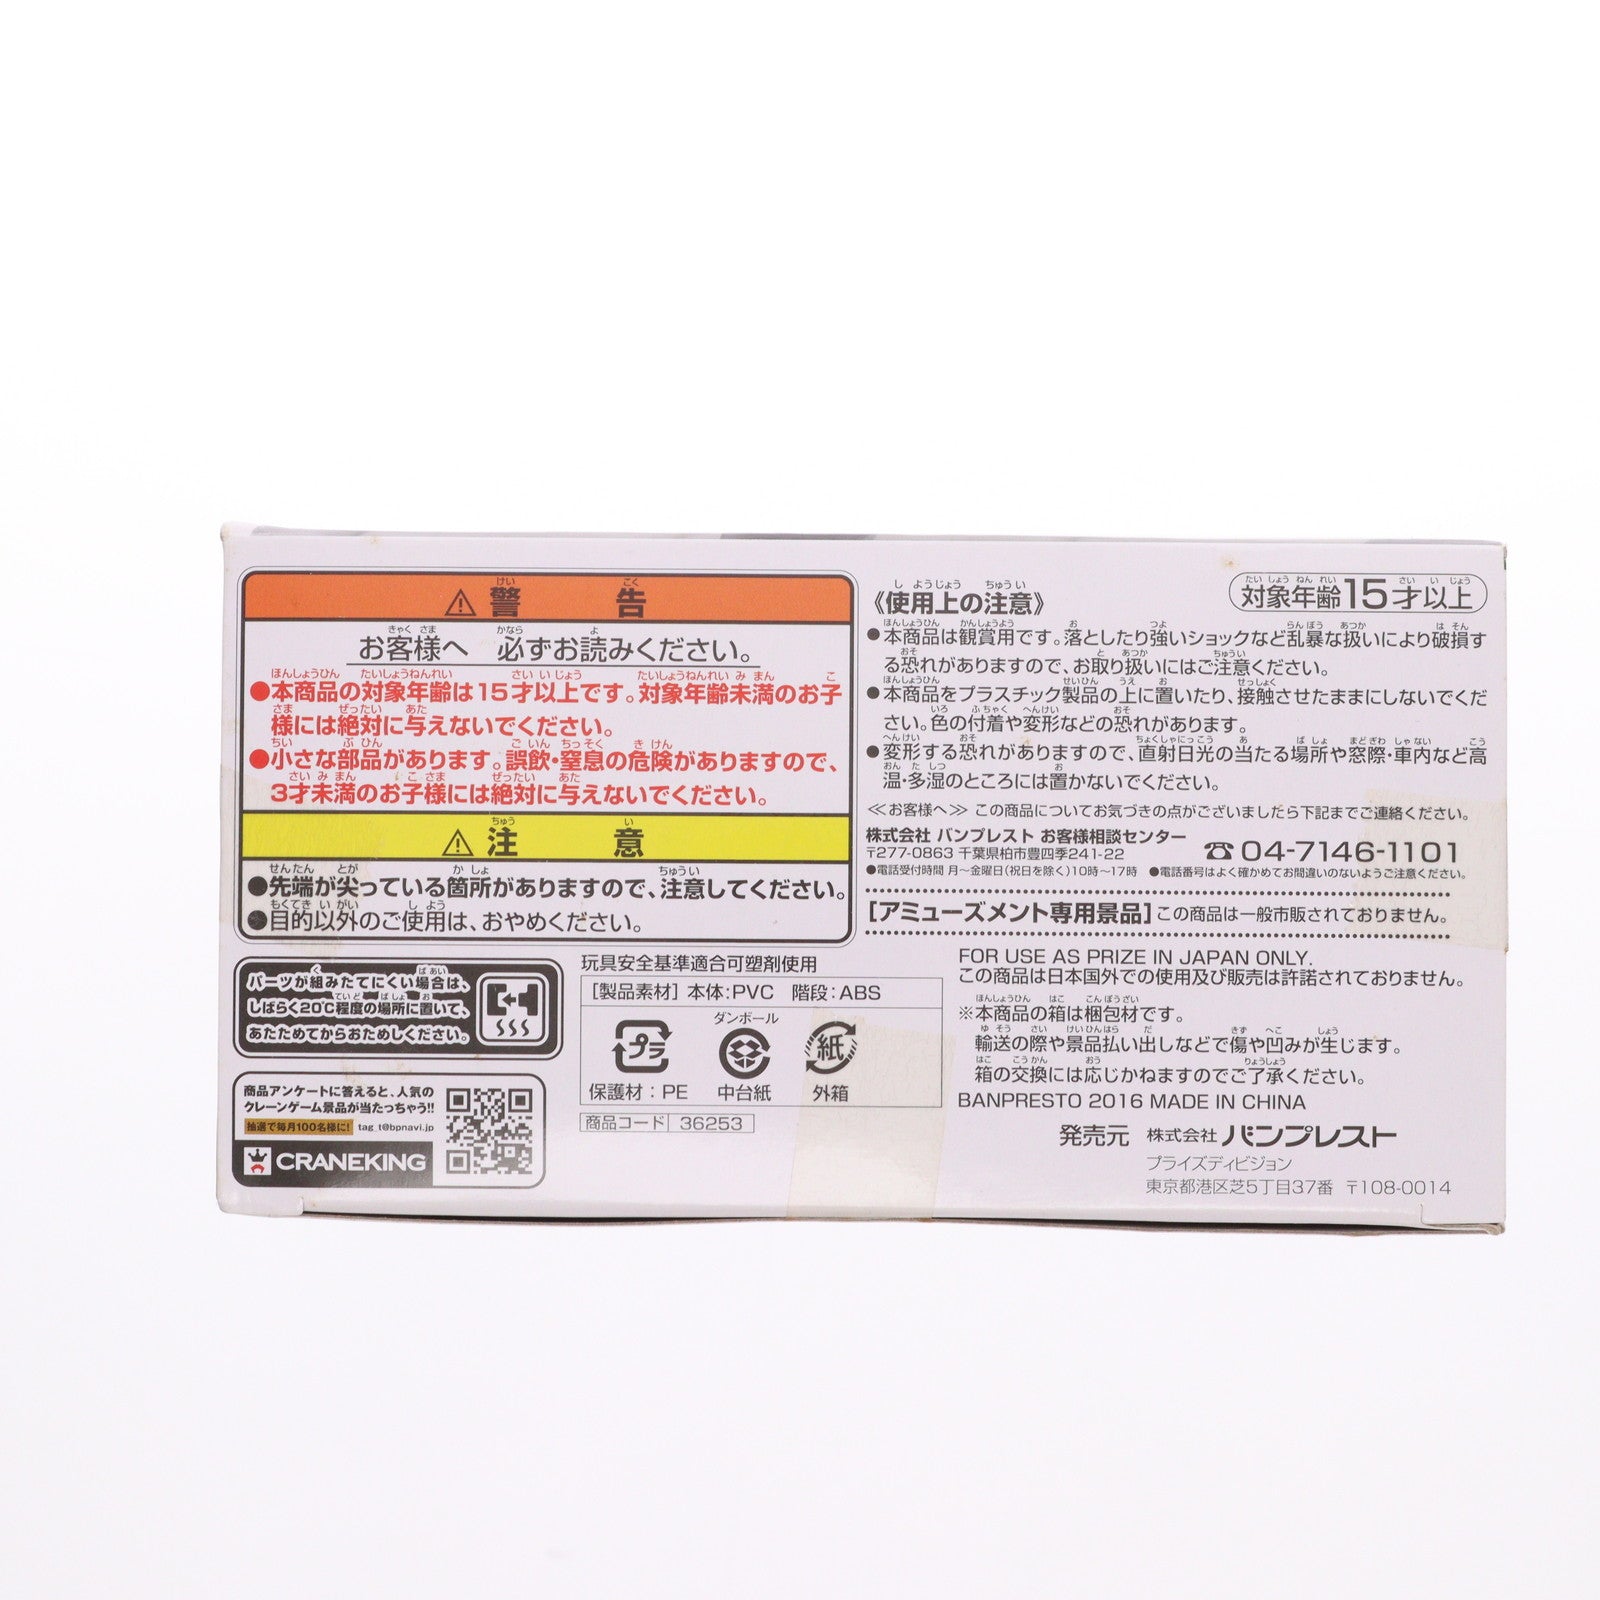 ⚠警告
お客様へ 必ずお読みください。
●本商品の対象年齢は15才以上です。対象年齢未満のお子
様には絶対に与えないでください。
●小さな部品があります。誤飲・窒息の危険がありますので、
3才未満のお子様には絶対に与えないでください。
⚠注意
●先端が尖っている箇所がありますので、注意してください。
●目的以外のご使用は、おやめください。
パーツが組みたてにくい場合は、
しばらく20℃程度の場所に置いて、
あたためてからおためしください。
商品アンケートに答えると、人気の
クレーンゲーム景品が当たっちゃう!!
抽選で毎月100名様に! tag_t@bpnavi.jp
CRANEKING
玩具安全基準適合可塑剤使用
[製品素材] 本体:PVC 階段:ABS
ダンボール
プラ 紙
保護材:PE 中台紙 外箱
商品コード 36253
対象年齢15才以上
《使用上の注意》
●本商品は観賞用です。落としたり強いショックなど乱暴な扱いにより破損す
る恐れがありますので、お取り扱いにはご注意ください。
●本商品をプラスチック製品の上に置いたり、接触させたままにしないでくだ
さい。色の付着や変形などの恐れがあります。
●変形する恐れがありますので、直射日光の当たる場所や窓際・車内など高
温・多湿のところには置かないでください。
≪お客様へ≫ この商品についてお気づきの点がございましたら下記までご連絡ください。
株式会社 バンプレスト お客様相談センター
〒277-0863 千葉県柏市豊四季241-22 ☎04-7146-1101
●電話受付時間 月〜金曜日(祝日を除く)10時〜17時 ●電話番号はよく確かめてお間違いのないようご注意ください。
[アミューズメント専用景品]この商品は一般市販されておりません。
FOR USE AS PRIZE IN JAPAN ONLY.
この商品は日本国外での使用及び販売は許諾されておりません。
※本商品の箱は梱包材です。
輸送の際や景品払い出しなどで傷や凹みが生じます。
箱の交換には応じかねますのでご了承ください。
BANPRESTO 2016 MADE IN CHINA
発売元 株式会社 バンプレスト
プライズディビジョン
東京都港区芝5丁目37番 〒108-0014